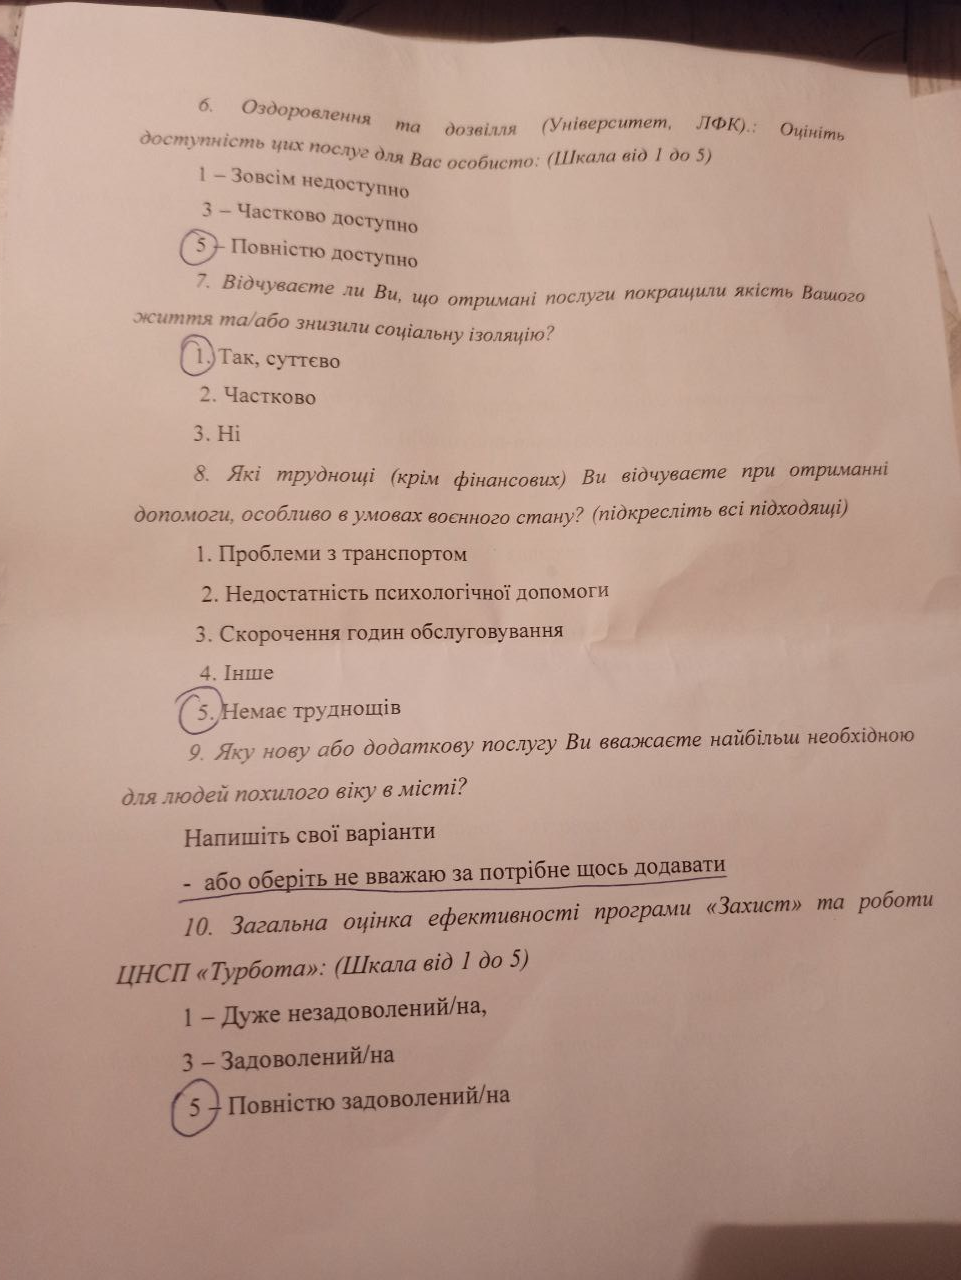 6. Оздоровлення та дозвілля (Університет, ЛФК).: Оцініть
доступність цих послуг для Вас особисто: (Шкала від 1 до 5)
1 – Зовсім недоступно
3 – Частково доступно
5 – Повністю доступно
7. Відчуваєте ли Ви, що отримані послуги покращили якість Вашого
життя та/або знизили соціальну ізоляцію?
1. Так, суттєво
2. Частково
3. Ні
8. Які труднощі (крім фінансових) Ви відчуваєте при отриманні
допомоги, особливо в умовах воєнного стану? (підкресліть всі підходящі)
1. Проблеми з транспортом
2. Недостатність психологічної допомоги
3. Скорочення годин обслуговування
4. Інше
5. Немає труднощів
9. Яку нову або додаткову послугу Ви вважаєте найбільш необхідною
для людей похилого віку в місті?
Напишіть свої варіанти
- або оберіть не вважаю за потрібне щось додавати
10. Загальна оцінка ефективності програми «Захист» та роботи
ЦНСП «Турбота»: (Шкала від 1 до 5)
1 – Дуже незадоволений/на,
3 – Задоволений/на
5 – Повністю задоволений/на